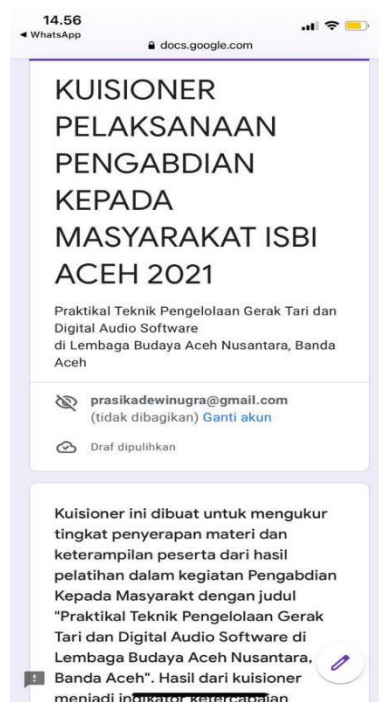 14.56
◀ WhatsApp
docs.google.com
KUISIONER
PELAKSANAAN
PENGABDIAN
KEPADA
MASYARAKAT ISBI
ACEH 2021
Praktikal Teknik Pengelolaan Gerak Tari dan
Digital Audio Software
di Lembaga Budaya Aceh Nusantara, Banda
Aceh
prasikadewinugra@gmail.com
(tidak dibagikan) Ganti akun
Draf dipulihkan
Kuisioner ini dibuat untuk mengukur
tingkat penyerapan materi dan
keterampilan peserta dari hasil
pelatihan dalam kegiatan Pengabdian
Kepada Masyarakt dengan judul
"Praktikal Teknik Pengelolaan Gerak
Tari dan Digital Audio Software di
Lembaga Budaya Aceh Nusantara,
Banda Aceh". Hasil dari kuisioner
menjadi indikator ketercapaian